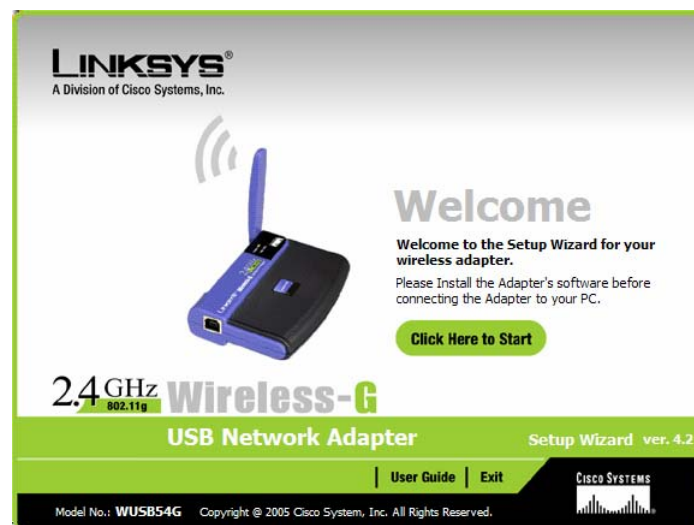 LINKSYS®
A Division of Cisco Systems, Inc.
Welcome
Welcome to the Setup Wizard for your
wireless adapter.
Please Install the Adapter's software before
connecting the Adapter to your PC.
Click Here to Start
2.4 GHz
802.11g
Wireless-G
USB Network Adapter
Setup Wizard ver. 4.2
User Guide
Exit
CISCO SYSTEMS
Model No.: WUSB54G Copyright @ 2005 Cisco System, Inc. All Rights Reserved.